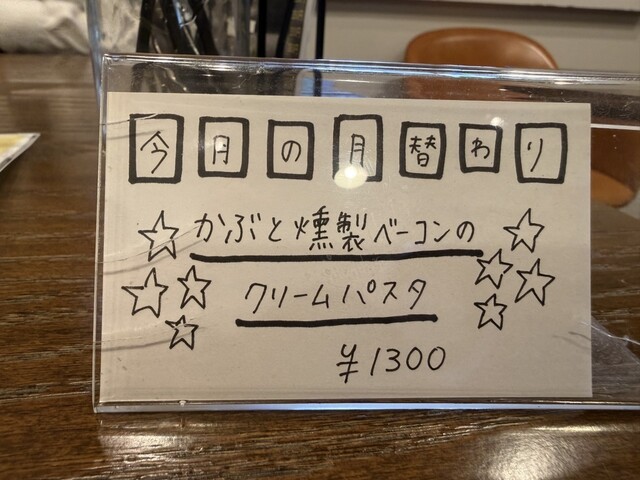 今月の月替わり
かぶと燻製ベーコンの
クリームパスタ
¥1300